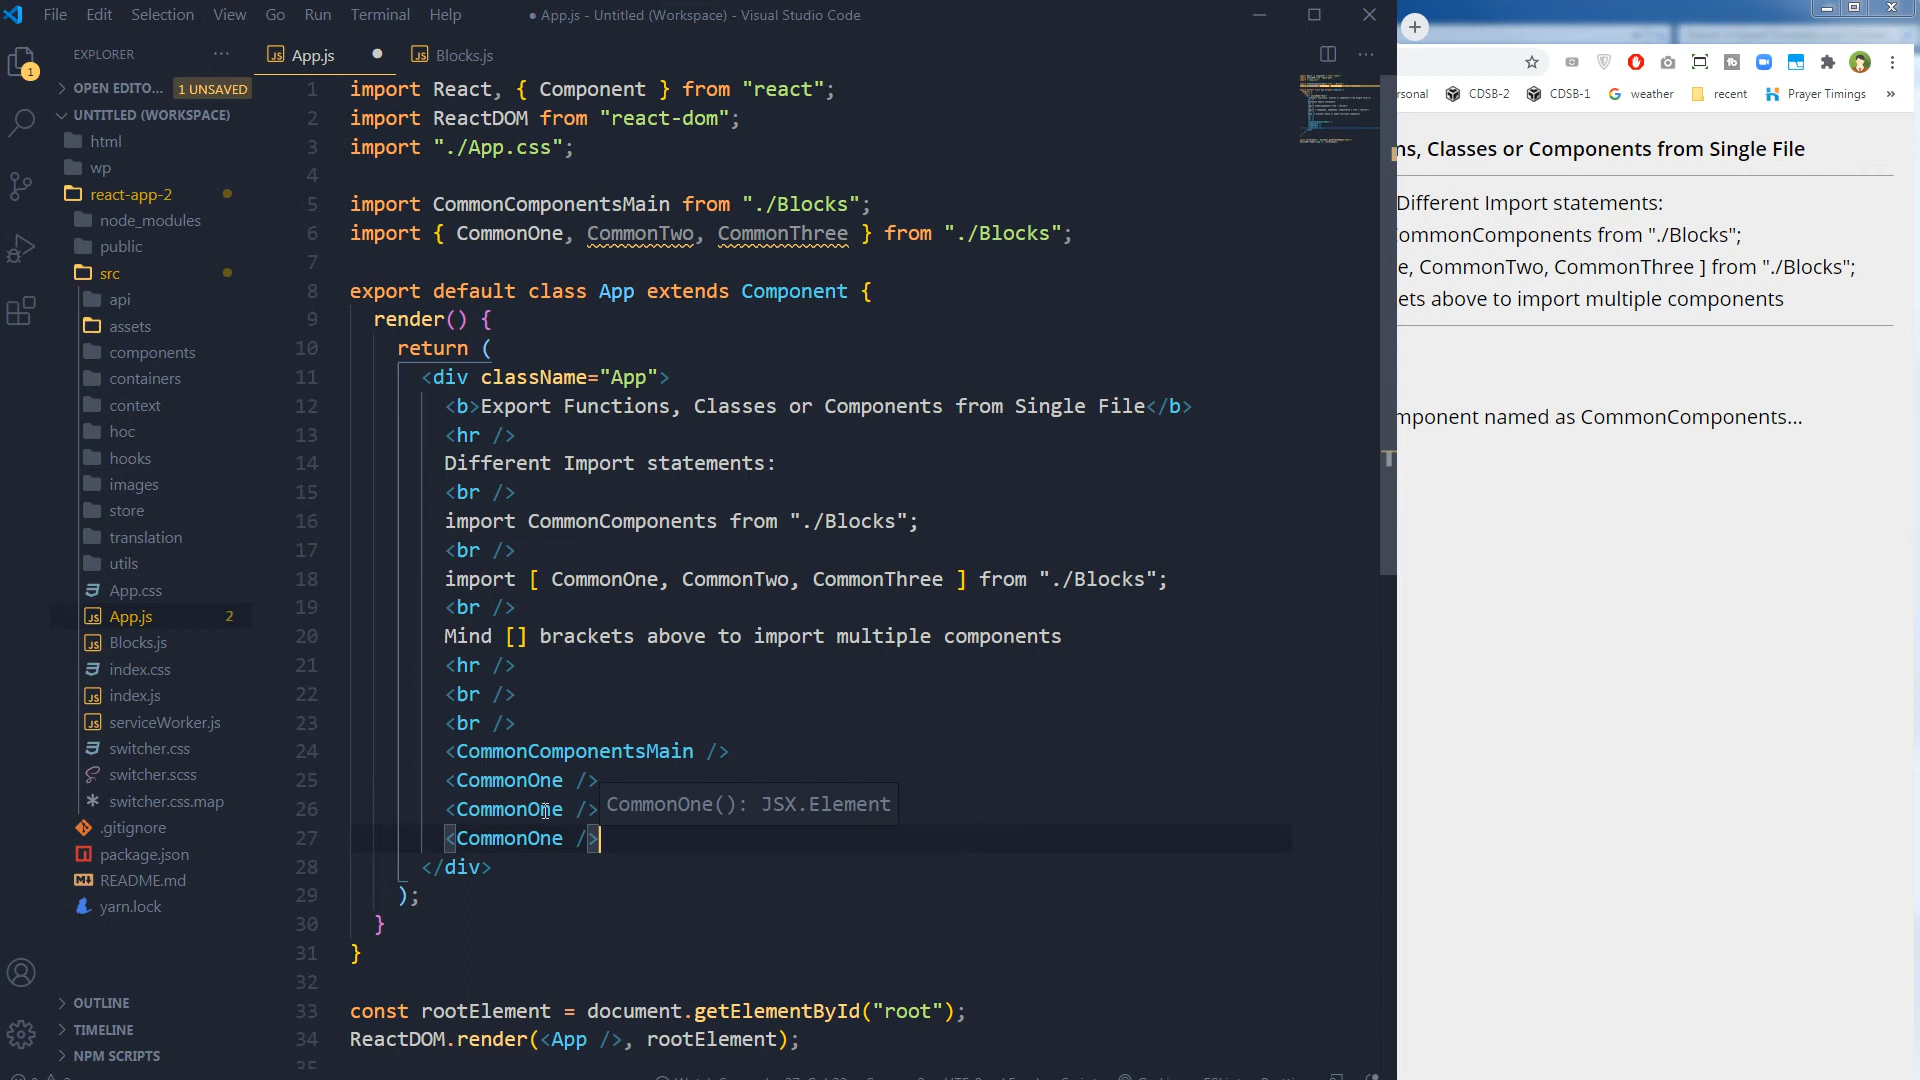 File Edit Selection View Go Run Terminal Help
● App.js - Untitled (Workspace) - Visual Studio Code
EXPLORER ...
OPEN EDITO... 1 UNSAVED
UNTITLED (WORKSPACE)
html
wp
react-app-2
node_modules
public
src
api
assets
components
containers
context
hoc
hooks
images
store
translation
utils
App.css
App.js 2
Blocks.js
index.css
index.js
serviceWorker.js
switcher.css
switcher.scss
switcher.css.map
.gitignore
package.json
README.md
yarn.lock
OUTLINE
TIMELINE
NPM SCRIPTS
1
JS App.js ●
JS Blocks.js
1 import React, { Component } from "react";
2 import ReactDOM from "react-dom";
3 import "./App.css";
4
5 import CommonComponentsMain from "./Blocks";
6 import { CommonOne, CommonTwo, CommonThree } from "./Blocks";
7
8 export default class App extends Component {
9 render() {
10 return (
11 <div className="App">
12 <b>Export Functions, Classes or Components from Single File</b>
13 <hr />
14 Different Import statements:
15 <br />
16 import CommonComponents from "./Blocks";
17 <br />
18 import [ CommonOne, CommonTwo, CommonThree ] from "./Blocks";
19 <br />
20 Mind [] brackets above to import multiple components
21 <hr />
22 <br />
23 <br />
24 <CommonComponentsMain />
25 <CommonOne />
26 <CommonOne />
CommonOne(): JSX.Element
27 <CommonOne />
28 </div>
29 );
30 }
31 }
32
33 const rootElement = document.getElementById("root");
34 ReactDOM.render(<App />, rootElement);
35
rsonal CDSB-2 CDSB-1 weather recent Prayer Timings »
ns, Classes or Components from Single File
Different Import statements:
CommonComponents from "./Blocks";
e, CommonTwo, CommonThree ] from "./Blocks";
ets above to import multiple components
mponent named as CommonComponents...